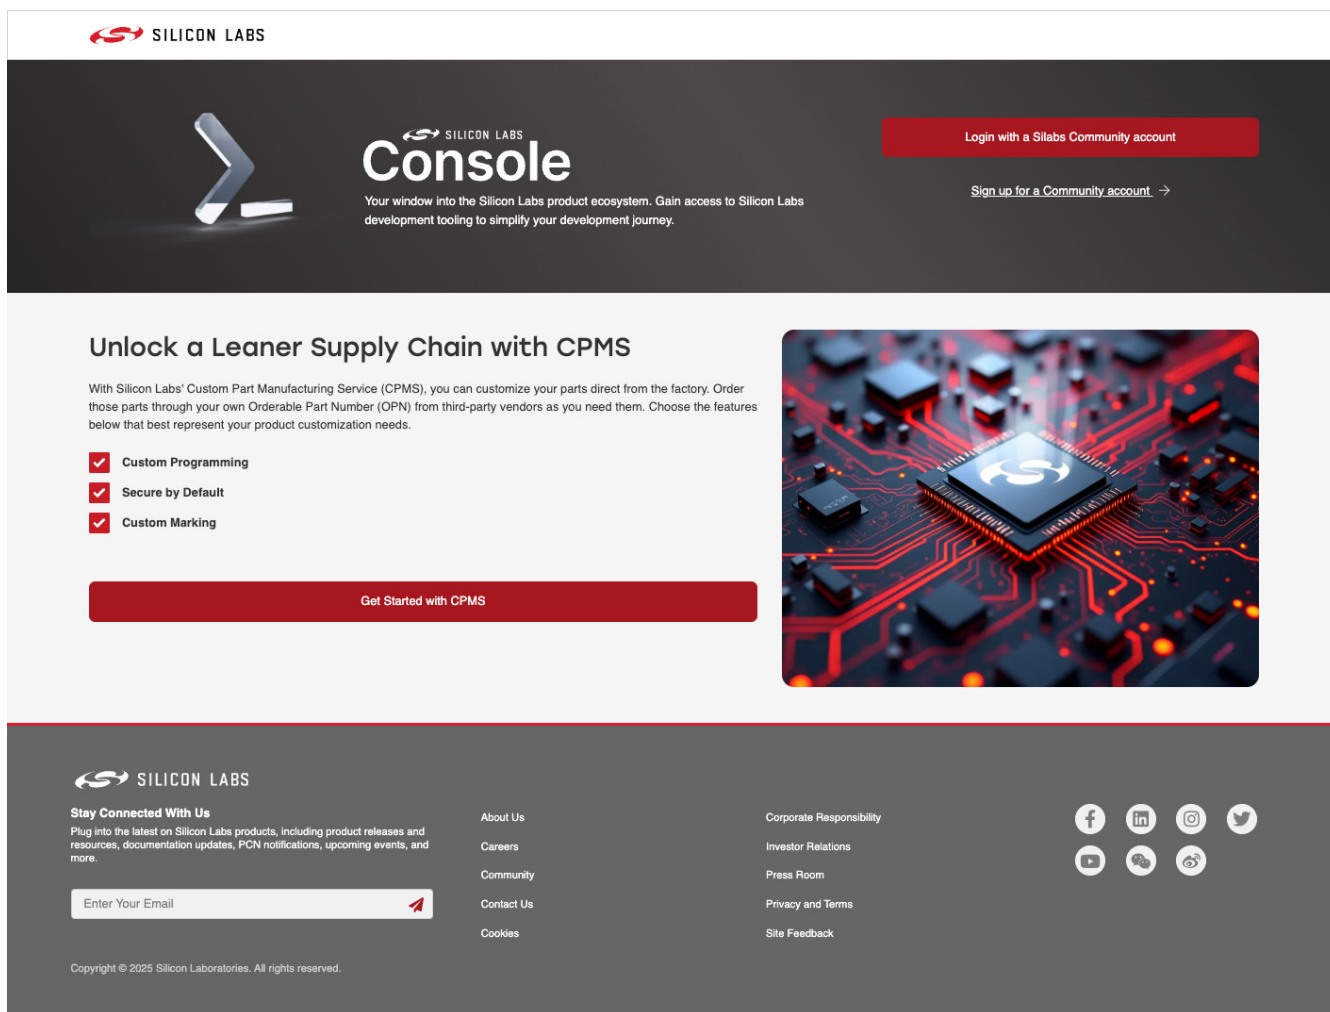 SILICON LABS
SILICON LABS
Console
Your window into the Silicon Labs product ecosystem. Gain access to Silicon Labs
development tooling to simplify your development journey.
Login with a Silabs Community account
Sign up for a Community account
Unlock a Leaner Supply Chain with CPMS
With Silicon Labs' Custom Part Manufacturing Service (CPMS), you can customize your parts direct from the factory. Order
those parts through your own Orderable Part Number (OPN) from third-party vendors as you need them. Choose the features
below that best represent your product customization needs.
Custom Programming
Secure by Default
Custom Marking
Get Started with CPMS
SILICON LABS
Stay Connected With Us
Plug into the latest on Silicon Labs products, including product releases and
resources, documentation updates, PCN notifications, upcoming events, and
more.
Enter Your Email
About Us
Careers
Community
Contact Us
Cookies
Corporate Responsibility
Investor Relations
Press Room
Privacy and Terms
Site Feedback
Copyright © 2025 Silicon Laboratories. All rights reserved.